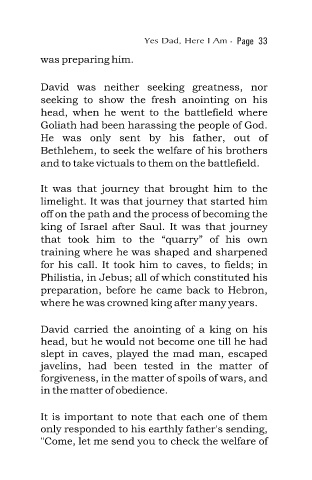 Yes Dad, Here I Am - Page 33
was preparing him.
David was neither seeking greatness, nor
seeking to show the fresh anointing on his
head, when he went to the battlefield where
Goliath had been harassing the people of God.
He was only sent by his father, out of
Bethlehem, to seek the welfare of his brothers
and to take victuals to them on the battlefield.
It was that journey that brought him to the
limelight. It was that journey that started him
off on the path and the process of becoming the
king of Israel after Saul. It was that journey
that took him to the “quarry” of his own
training where he was shaped and sharpened
for his call. It took him to caves, to fields; in
Philistia, in Jebus; all of which constituted his
preparation, before he came back to Hebron,
where he was crowned king after many years.
David carried the anointing of a king on his
head, but he would not become one till he had
slept in caves, played the mad man, escaped
javelins, had been tested in the matter of
forgiveness, in the matter of spoils of wars, and
in the matter of obedience.
It is important to note that each one of them
only responded to his earthly father's sending,
"Come, let me send you to check the welfare of